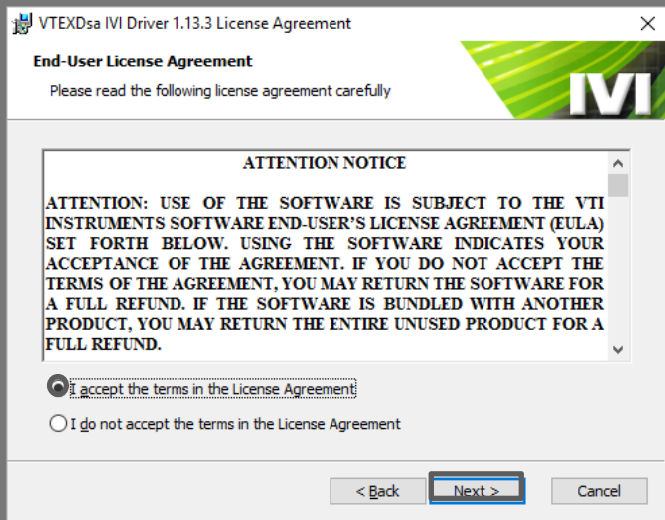 VTEXDsa IVI Driver 1.13.3 License Agreement
End-User License Agreement
Please read the following license agreement carefully
IVI
ATTENTION NOTICE
ATTENTION: USE OF THE SOFTWARE IS SUBJECT TO THE VTI
INSTRUMENTS SOFTWARE END-USER'S LICENSE AGREEMENT (EULA)
SET FORTH BELOW. USING THE SOFTWARE INDICATES YOUR
ACCEPTANCE OF THE AGREEMENT. IF YOU DO NOT ACCEPT THE
TERMS OF THE AGREEMENT, YOU MAY RETURN THE SOFTWARE FOR
A FULL REFUND. IF THE SOFTWARE IS BUNDLED WITH ANOTHER
PRODUCT, YOU MAY RETURN THE ENTIRE UNUSED PRODUCT FOR A
FULL REFUND.
I accept the terms in the License Agreement
I do not accept the terms in the License Agreement
< Back Next > Cancel